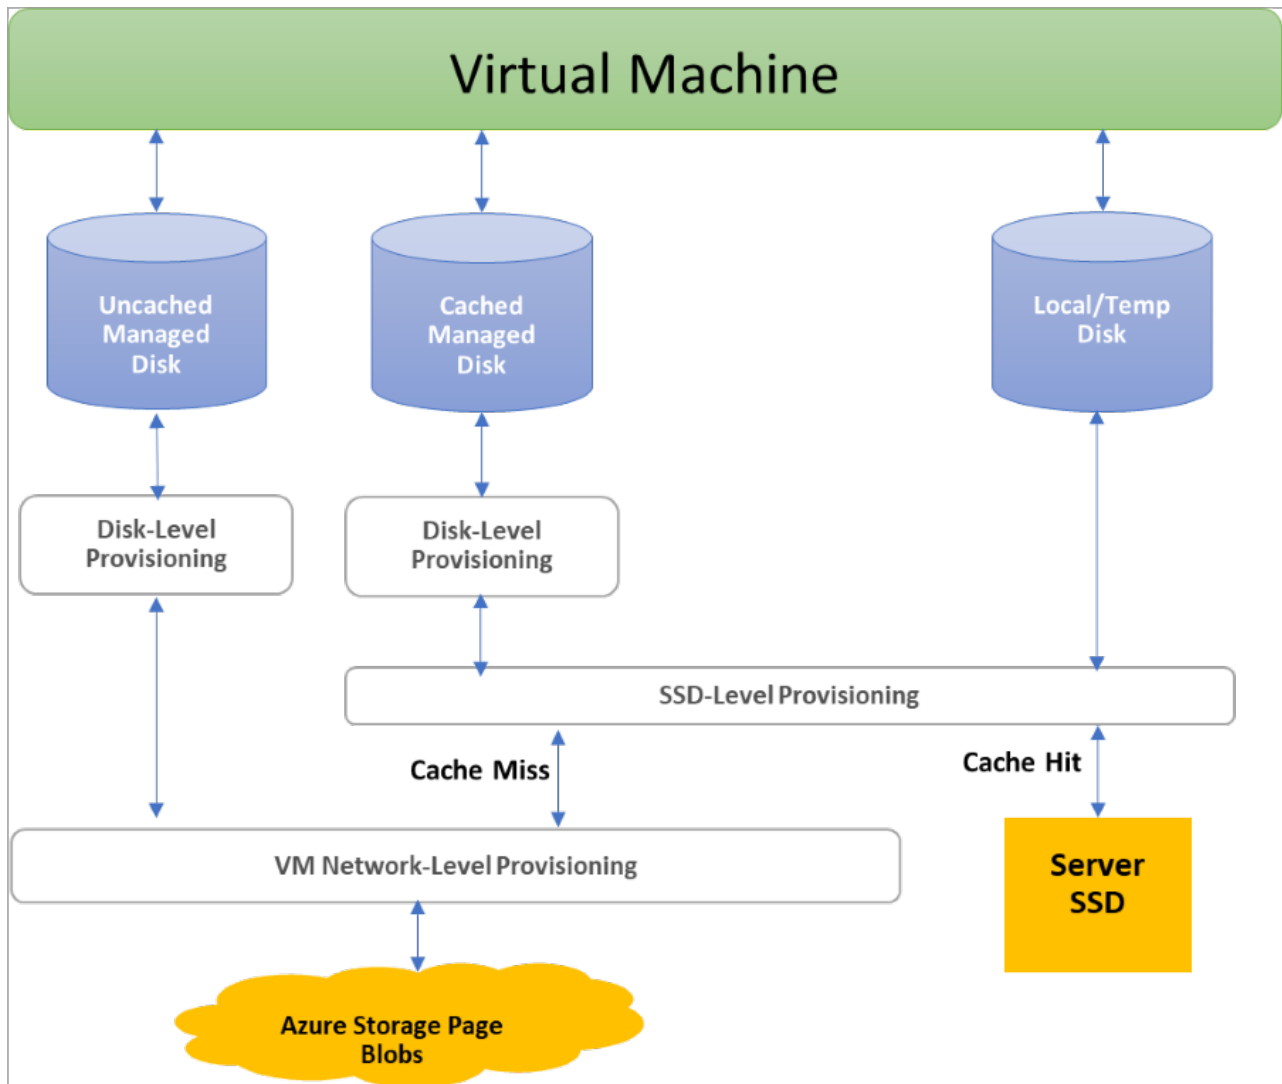 Virtual Machine
Uncached
Managed
Disk
Cached
Managed
Disk
Local/Temp
Disk
Disk-Level
Provisioning
Disk-Level
Provisioning
SSD-Level Provisioning
Cache Miss
Cache Hit
VM Network-Level Provisioning
Server
SSD
Azure Storage Page
Blobs